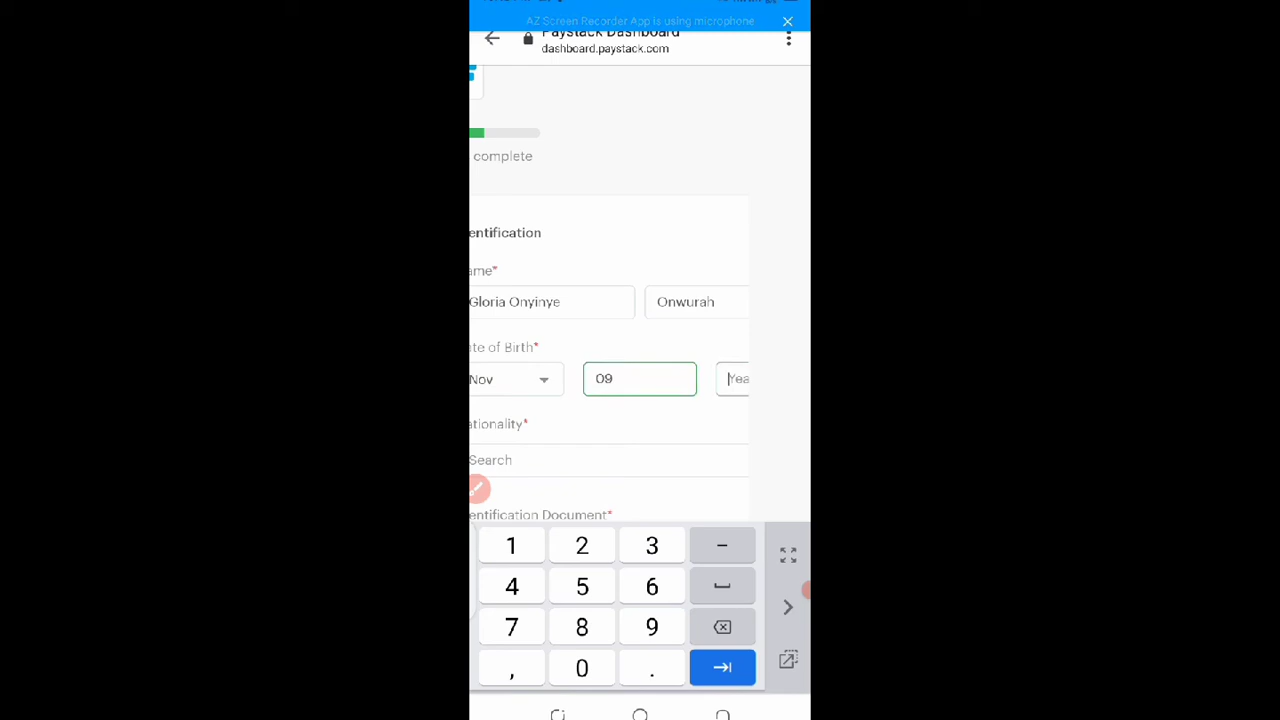 AZ Screen Recorder App is using microphone
Paystack Dashboard
dashboard.paystack.com
complete
entification
ame*
Gloria Onyinye Onwurah
te of Birth*
Nov 09 Yea
ationality*
Search
entification Document*
1 2 3 -
4 5 6
7 8 9
, 0 .